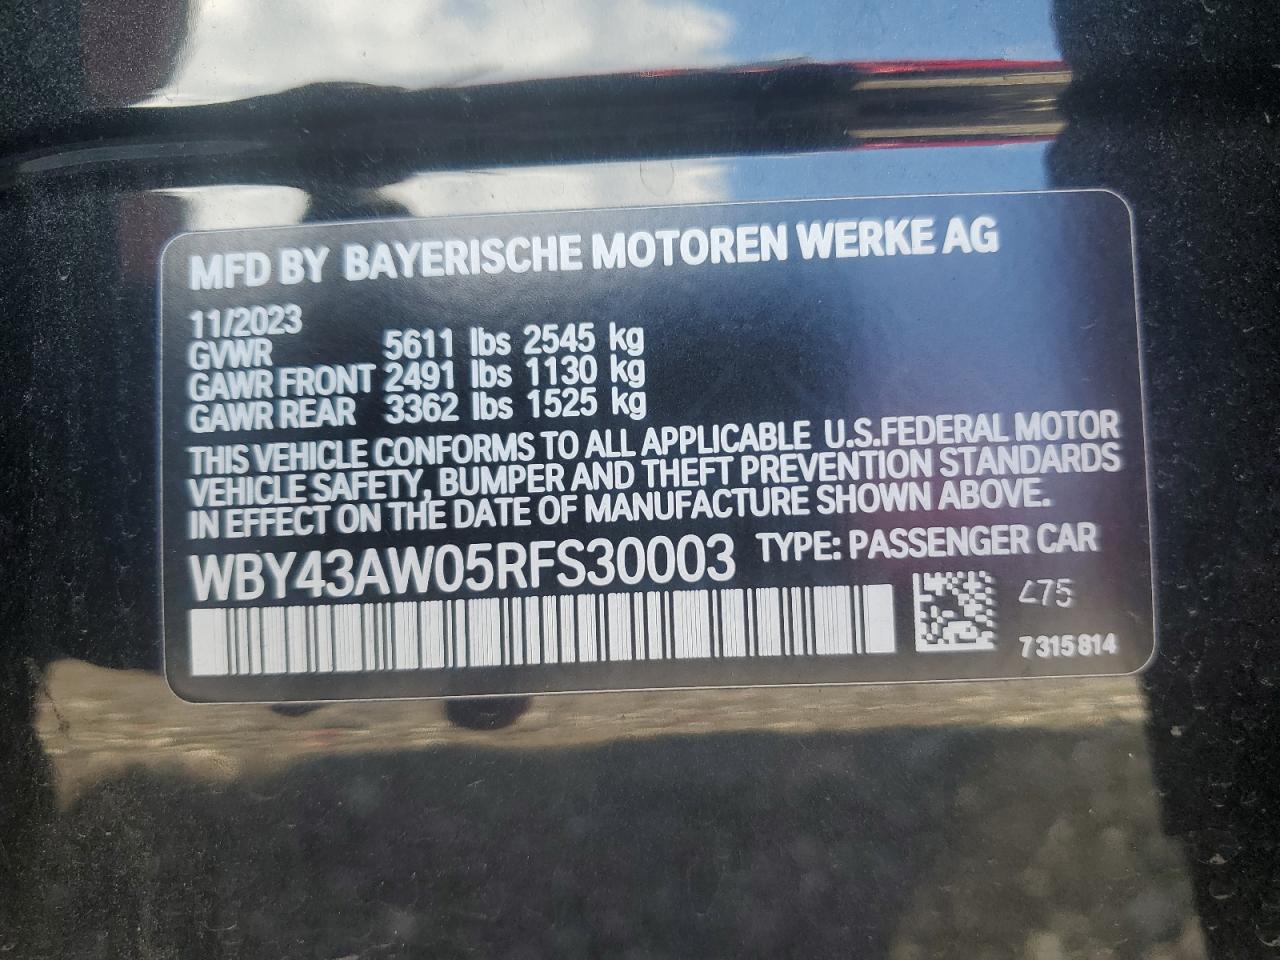 MFD BY BAYERISCHE MOTOREN WERKE AG
11/2023
GVWR 5611 lbs 2545 kg
GAWR FRONT 2491 lbs 1130 kg
GAWR REAR 3362 lbs 1525 kg
THIS VEHICLE CONFORMS TO ALL APPLICABLE U.S.FEDERAL MOTOR
VEHICLE SAFETY, BUMPER AND THEFT PREVENTION STANDARDS
IN EFFECT ON THE DATE OF MANUFACTURE SHOWN ABOVE.
WBY43AW05RFS30003 TYPE: PASSENGER CAR
475
7315814